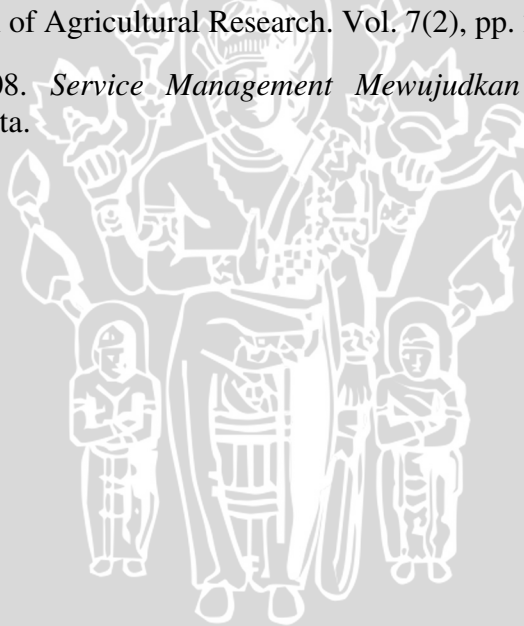 l of Agricultural Research. Vol. 7(2), pp.
08. Service Management Mewujudkan
ta.